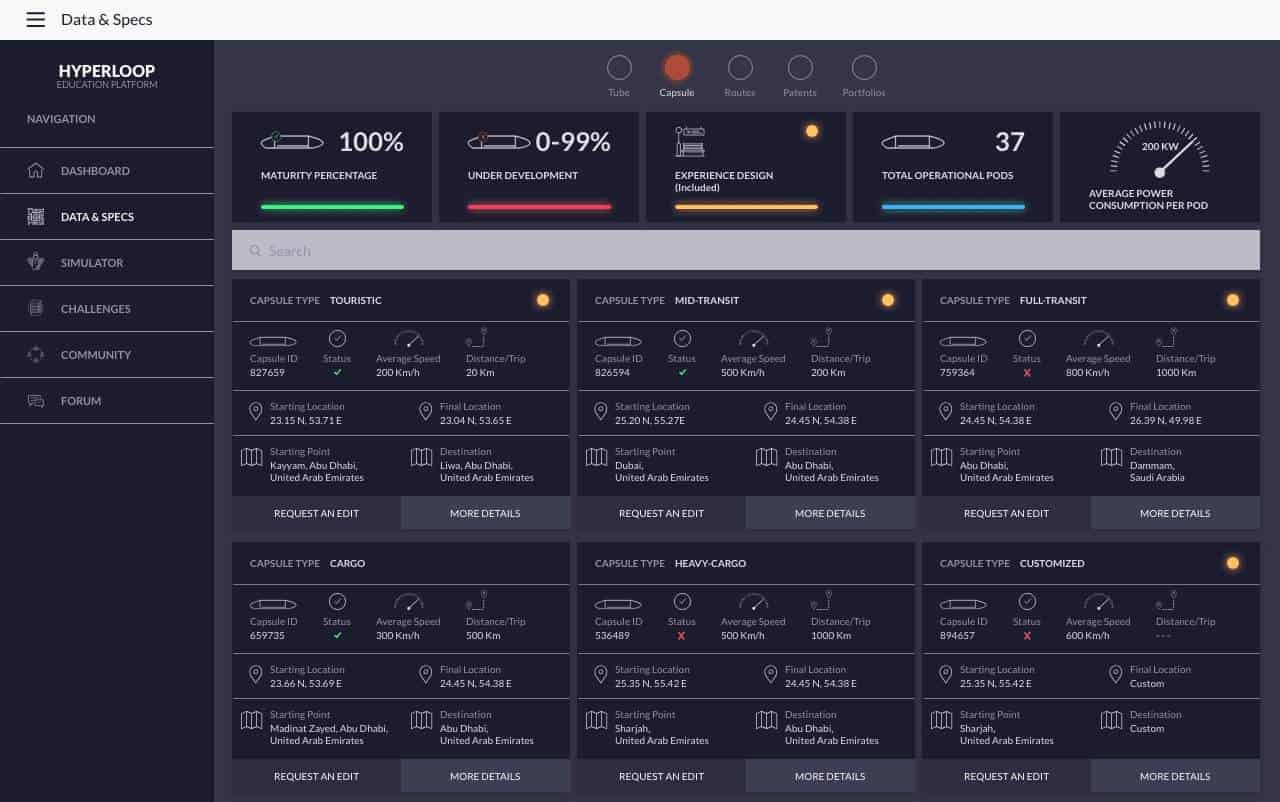 Data & Specs
HYPERLOOP
EDUCATION PLATFORM
NAVIGATION
DASHBOARD
DATA & SPECS
SIMULATOR
CHALLENGES
COMMUNITY
FORUM
Tube
Capsule
Routes
Patents
Portfolios
100%
MATURITY PERCENTAGE
0-99%
UNDER DEVELOPMENT
EXPERIENCE DESIGN
(Included)
37
TOTAL OPERATIONAL PODS
200 KW
AVERAGE POWER
CONSUMPTION PER POD
Search
CAPSULE TYPE TOURISTIC
Capsule ID Status Average Speed Distance/Trip
827659 200 Km/h 20 Km
Starting Location Final Location
23.15 N, 53.71 E 23.04 N, 53.65 E
Starting Point Destination
Kayyam, Abu Dhabi, Liwa, Abu Dhabi,
United Arab Emirates United Arab Emirates
REQUEST AN EDIT MORE DETAILS
CAPSULE TYPE MID-TRANSIT
Capsule ID Status Average Speed Distance/Trip
826594 500 Km/h 200 Km
Starting Location Final Location
25.20 N, 55.27E 24.45 N, 54.38 E
Starting Point Destination
Dubai, Abu Dhabi,
United Arab Emirates United Arab Emirates
REQUEST AN EDIT MORE DETAILS
CAPSULE TYPE FULL-TRANSIT
Capsule ID Status Average Speed Distance/Trip
759364 X 800 Km/h 1000 Km
Starting Location Final Location
24.45 N, 54.38 E 26.39 N, 49.98 E
Starting Point Destination
Abu Dhabi, Dammam,
United Arab Emirates Saudi Arabia
REQUEST AN EDIT MORE DETAILS
CAPSULE TYPE CARGO
Capsule ID Status Average Speed Distance/Trip
659735 300 Km/h 500 Km
Starting Location Final Location
23.66 N, 53.69 E 24.45 N, 54.38 E
Starting Point Destination
Madinat Zayed, Abu Dhabi, Abu Dhabi,
United Arab Emirates United Arab Emirates
REQUEST AN EDIT MORE DETAILS
CAPSULE TYPE HEAVY-CARGO
Capsule ID Status Average Speed Distance/Trip
536489 X 500 Km/h 1000 Km
Starting Location Final Location
25.35 N, 55.42 E 24.45 N, 54.38 E
Starting Point Destination
Sharjah, Abu Dhabi,
United Arab Emirates United Arab Emirates
REQUEST AN EDIT MORE DETAILS
CAPSULE TYPE CUSTOMIZED
Capsule ID Status Average Speed Distance/Trip
894657 X 600 Km/h ---
Starting Location Final Location
25.35 N, 55.42 E Custom
Starting Point Destination
Sharjah, Custom
United Arab Emirates
REQUEST AN EDIT MORE DETAILS